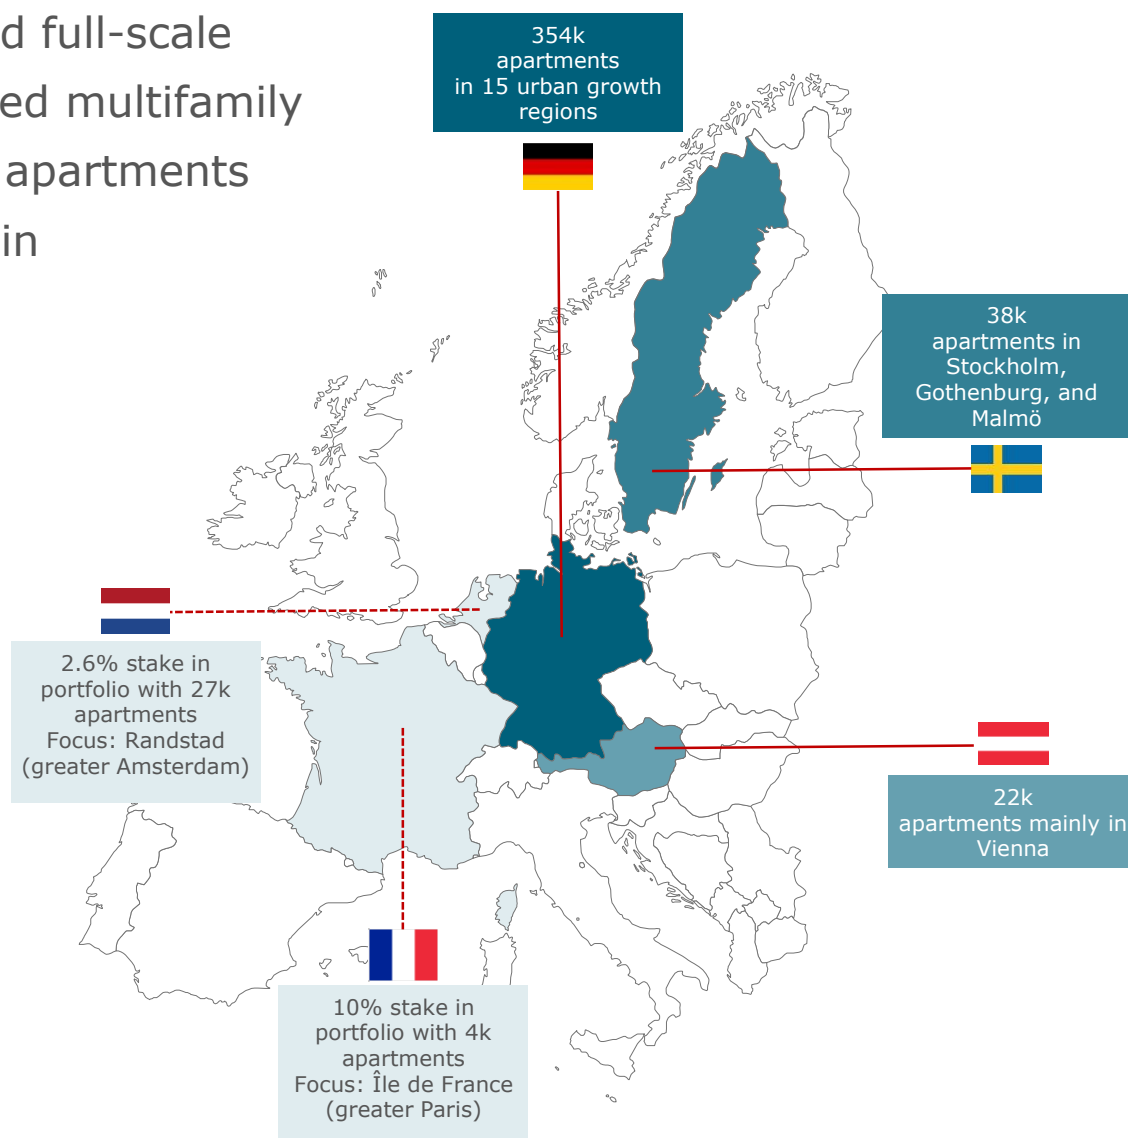 d full-scale
ed multifamily
apartments
in
354k
apartments
in 15 urban growth
regions
38k
apartments in
Stockholm,
Gothenburg, and
Malmö
2.6% stake in
portfolio with 27k
apartments
Focus: Randstad
(greater Amsterdam)
22k
apartments mainly in
Vienna
10% stake in
portfolio with 4k
apartments
Focus: Île de France
(greater Paris)